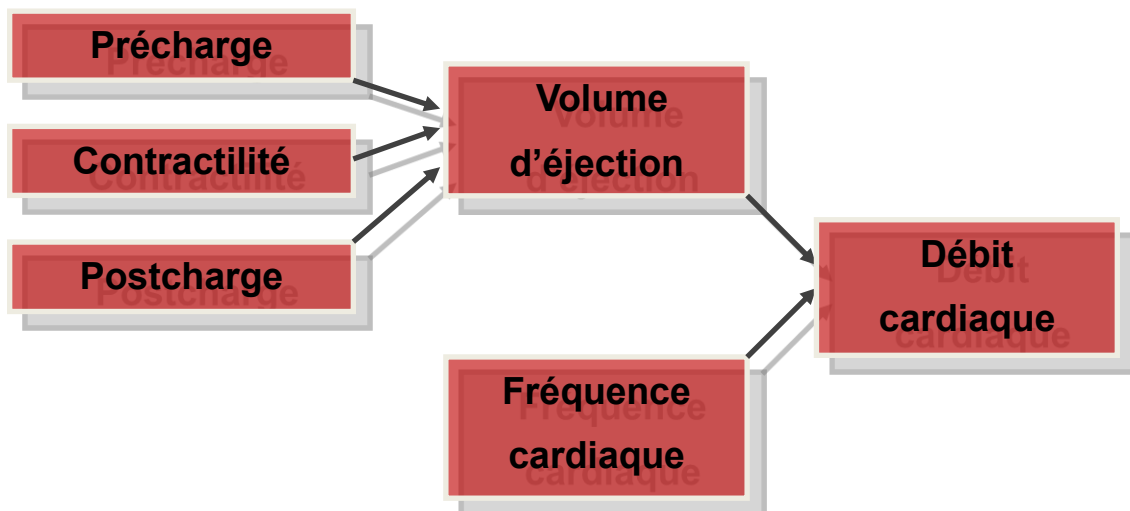 Précharge
Contractilité
Postcharge
Volume
d’éjection
Fréquence
cardiaque
Débit
cardiaque